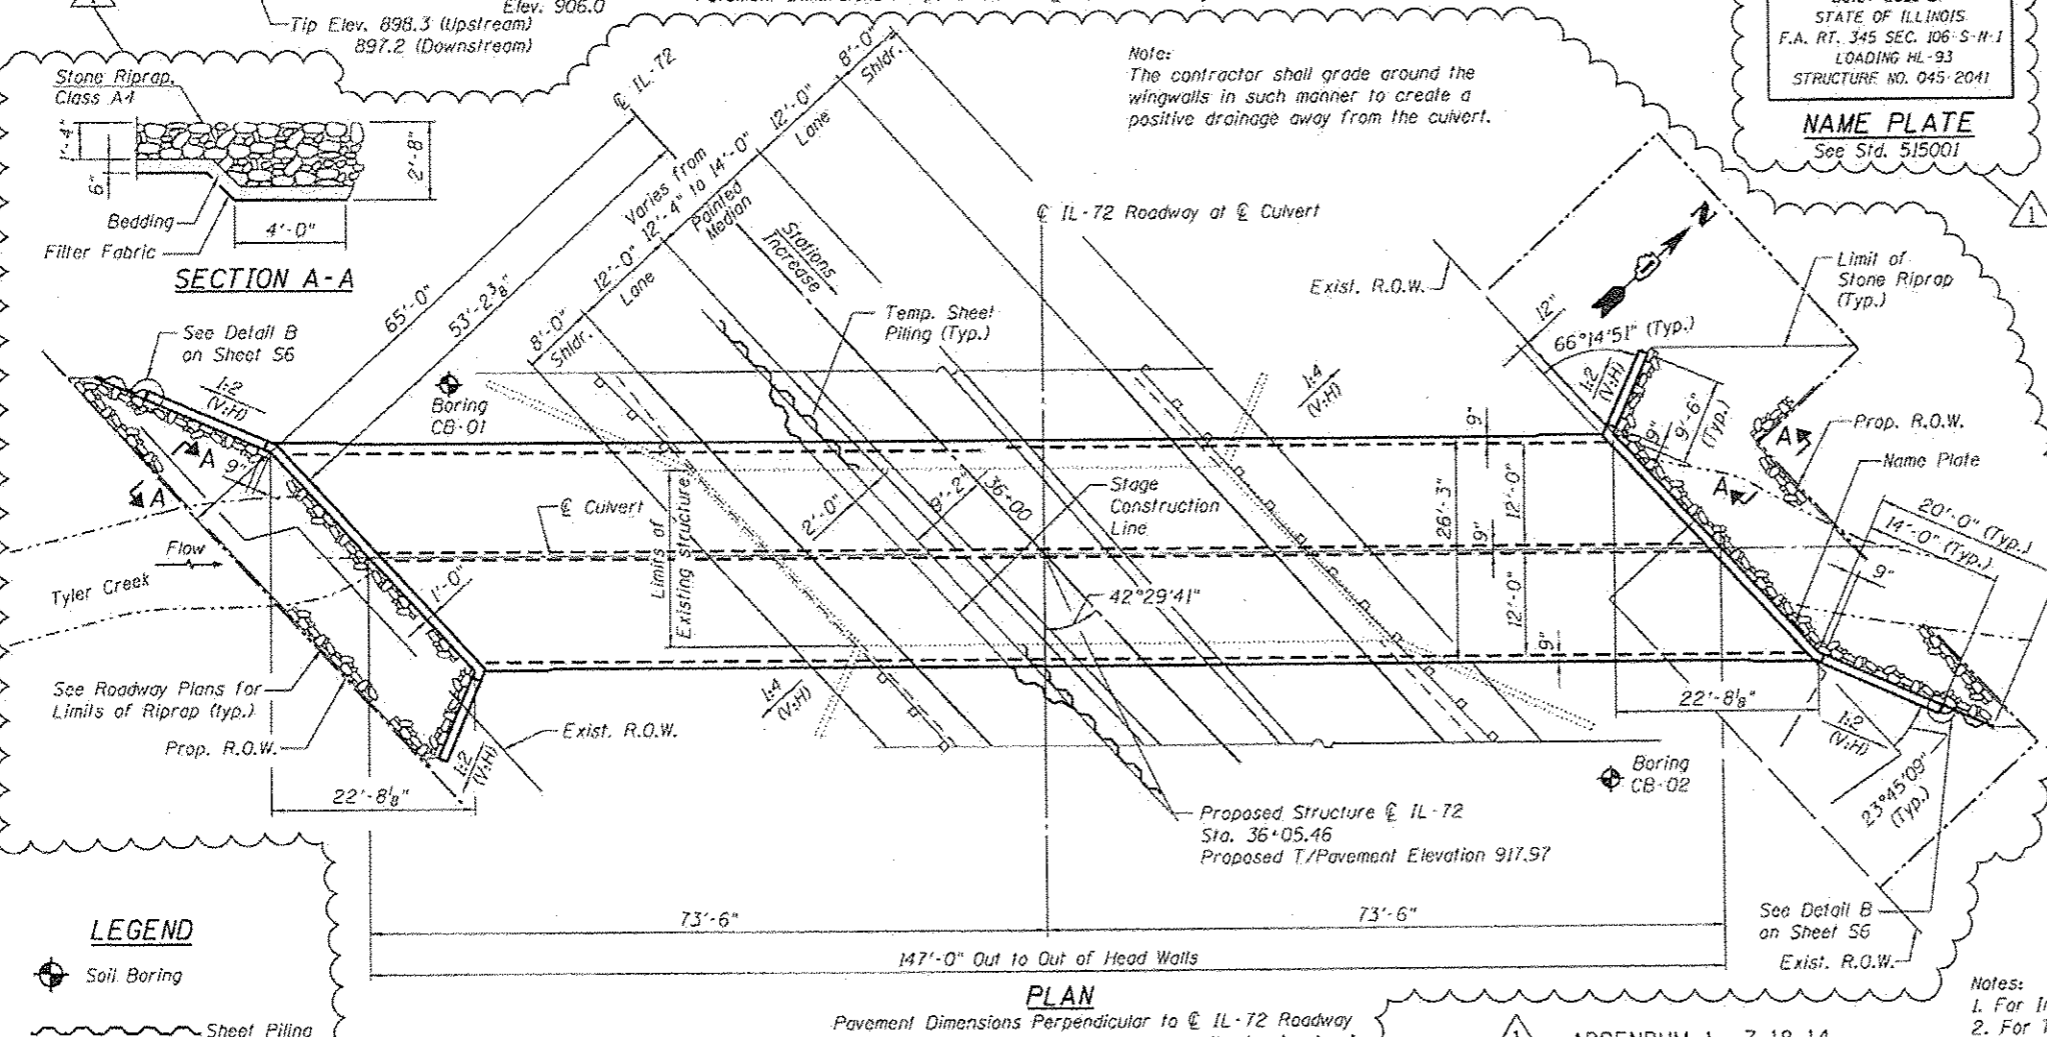 Elev. 906.0
Tip Elev. 898.3 (Upstream)
897.2 (Downstream)
STATE OF ILLINOIS
F.A. RT. 345 SEC. 106-S-N-1
LOADING HL-93
STRUCTURE NO. 045-2041
NAME PLATE
See Std. 515001
1
Stone Riprap,
Class A4
1'-4"
6"
2'-8"
Bedding
4'-0"
Filter Fabric
SECTION A-A
℄ IL-72
8'-0"
Shldr.
12'-0"
Lane
Varies from
12'-4" to 14'-0"
Painted
Median
12'-0"
Lane
8'-0"
Shldr.
65'-0"
53'-2⅜"
Stations
Increase
Note:
The contractor shall grade around the
wingwalls in such manner to create a
positive drainage away from the culvert.
℄ IL-72 Roadway at ℄ Culvert
Exist. R.O.W.
N
12"
66°14'51" (Typ.)
Limit of
Stone Riprap
(Typ.)
See Detail B
on Sheet S6
1:2
(V:H)
Boring
CB-01
Temp. Sheet
Piling (Typ.)
1:4
(V:H)
1:2
(V:H)
9'-6"
(Typ.)
9"
Prop. R.O.W.
Name Plate
A
A
A
A
9"
9"
20'-0" (Typ.)
14'-0" (Typ.)
9"
℄ Culvert
Limits of
Existing structure
2'-0"
8'-2"
36+00
Stage
Construction
Line
26'-3"
12'-0"
9"
12'-0"
9"
42°29'41"
Flow
Tyler Creek
1'-0"
See Roadway Plans for
Limits of Riprap (typ.)
Prop. R.O.W.
1:2
(V:H)
Exist. R.O.W.
1:4
(V:H)
22'-8⅛"
22'-8⅛"
1:2
(V:H)
23°45'09"
(Typ.)
Boring
CB-02
Proposed Structure ℄ IL-72
Sta. 36+05.46
Proposed T/Pavement Elevation 917.97
73'-6"
73'-6"
147'-0" Out to Out of Head Walls
See Detail B
on Sheet S6
Exist. R.O.W.
LEGEND
Soil Boring
Sheet Piling
PLAN
Pavement Dimensions Perpendicular to ℄ IL-72 Roadway
1
ADDENDUM 1 7-18-14
Notes:
1. For
2. For